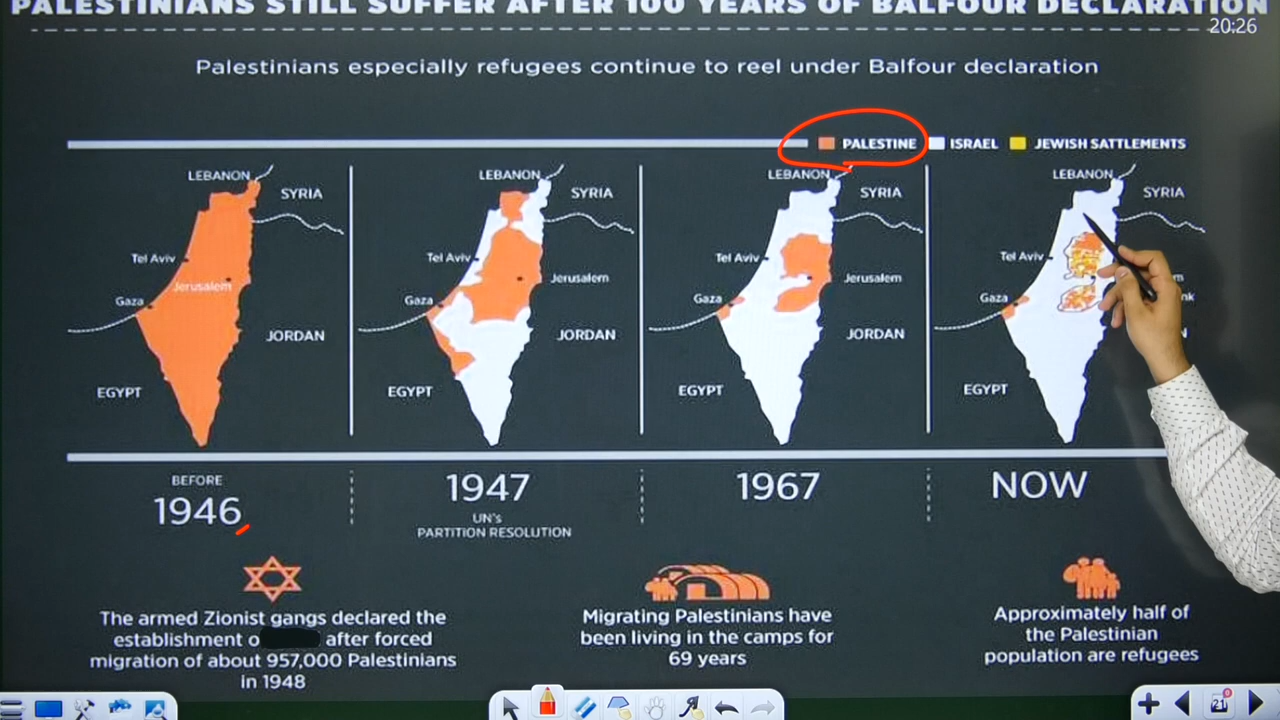 PALESTINIANS STILL SUFFER AFTER 100 YEARS OF BALFOUR DECLARATION
20:26
Palestinians especially refugees continue to reel under Balfour declaration
PALESTINE ISRAEL JEWISH SATTLEMENTS
LEBANON
SYRIA
Tel Aviv
Jerusalem
Gaza
JORDAN
EGYPT
LEBANON
SYRIA
Tel Aviv
Jerusalem
Gaza
JORDAN
EGYPT
LEBANON
SYRIA
Tel Aviv
Jerusalem
Gaza
JORDAN
EGYPT
LEBANON
SYRIA
Tel Aviv
Gaza
EGYPT
BEFORE
1946
1947
UN's
PARTITION RESOLUTION
1967
NOW
The armed Zionist gangs declared the
establishment o after forced
migration of about 957,000 Palestinians
in 1948
Migrating Palestinians have
been living in the camps for
69 years
Approximately half of
the Palestinian
population are refugees
21